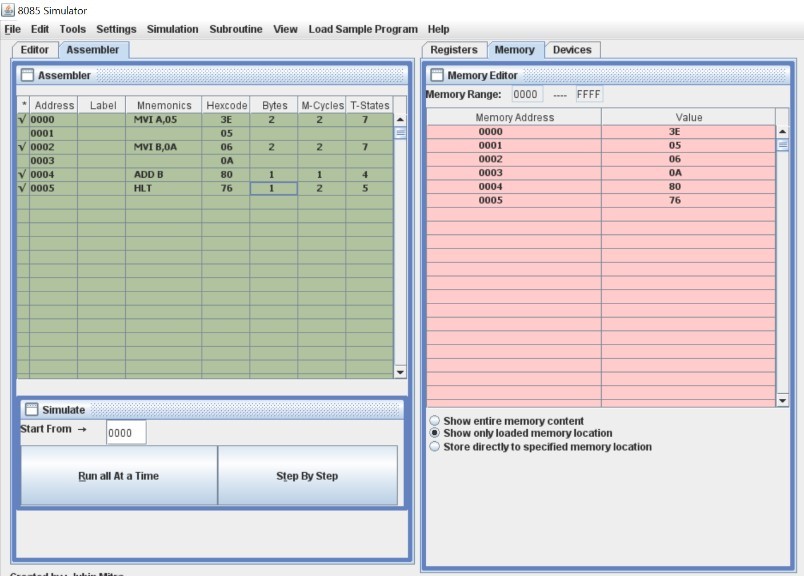 8085 Simulator
File Edit Tools Settings Simulation Subroutine View Load Sample Program Help
Editor Assembler
Assembler
* Address Label Mnemonics Hexcode Bytes M-Cycles T-States
√ 0000 MVI A,05 3E 2 2 7
0001 05
√ 0002 MVI B,0A 06 2 2 7
0003 0A
√ 0004 ADD B 80 1 1 4
√ 0005 HLT 76 1 2 5
Simulate
Start From → 0000
Run all At a Time Step By Step
Registers Memory Devices
Memory Editor
Memory Range: 0000 ---- FFFF
Memory Address Value
0000 3E
0001 05
0002 06
0003 0A
0004 80
0005 76
Show entire memory content
Show only loaded memory location
Store directly to specified memory location